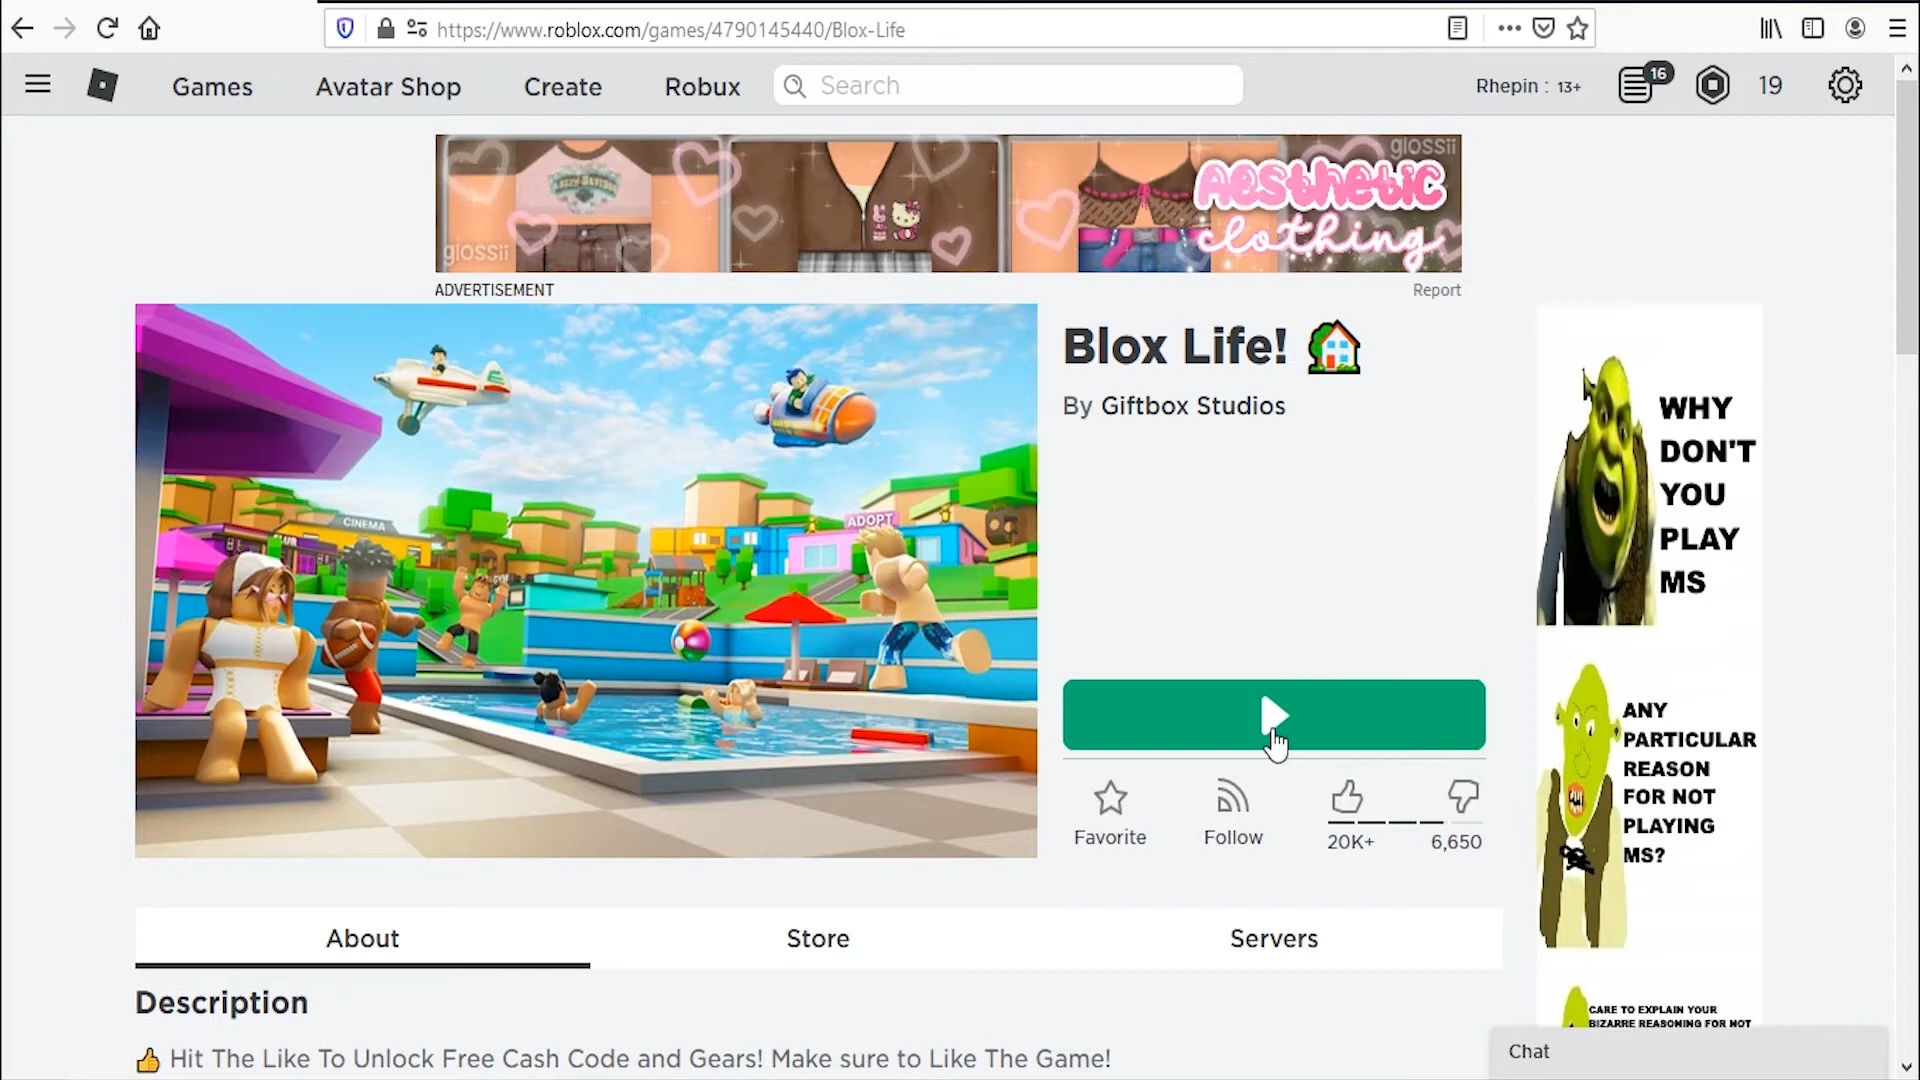 https://www.roblox.com/games/4790145440/Blox-Life
Games
Avatar Shop
Create
Robux
Search
Rhepin : 13+
16
19
glossii
glossii
Aesthetic
clothing
ADVERTISEMENT
Report
CINEMA
CLUB
ADOPT
GYM
Blox Life!
By Giftbox Studios
Favorite
Follow
20K+
6,650
WHY
DON'T
YOU
PLAY
MS
ANY
PARTICULAR
REASON
FOR NOT
PLAYING
MS?
CARE TO EXPLAIN YOUR
BIZARRE REASONING FOR NOT
About
Store
Servers
Description
👍 Hit The Like To Unlock Free Cash Code and Gears! Make sure to Like The Game!
Chat